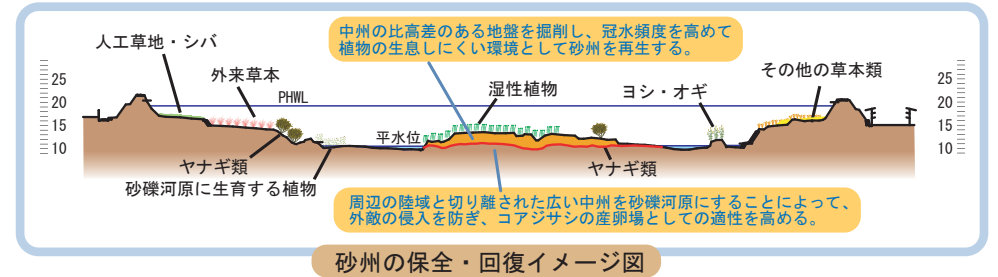 中州の比高差のある地盤を掘削し、冠水頻度を高めて
植物の生息しにくい環境として砂州を再生する。
人工草地・シバ
外来草本
PHWL
湿性植物
ヨシ・オギ
その他の草本類
25
20
15
10
25
20
15
10
平水位
ヤナギ類
ヤナギ類
砂礫河原に生育する植物
周辺の陸域と切り離された広い中州を砂礫河原にすることによって、
外敵の侵入を防ぎ、コアジサシの産卵場としての適性を高める。
砂州の保全・回復イメージ図